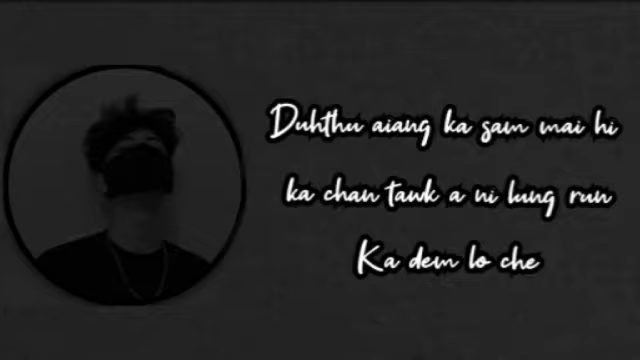 Duhthu aiang ka sam mai hi
ka chan tawk a ni lung run
Ka dem lo che